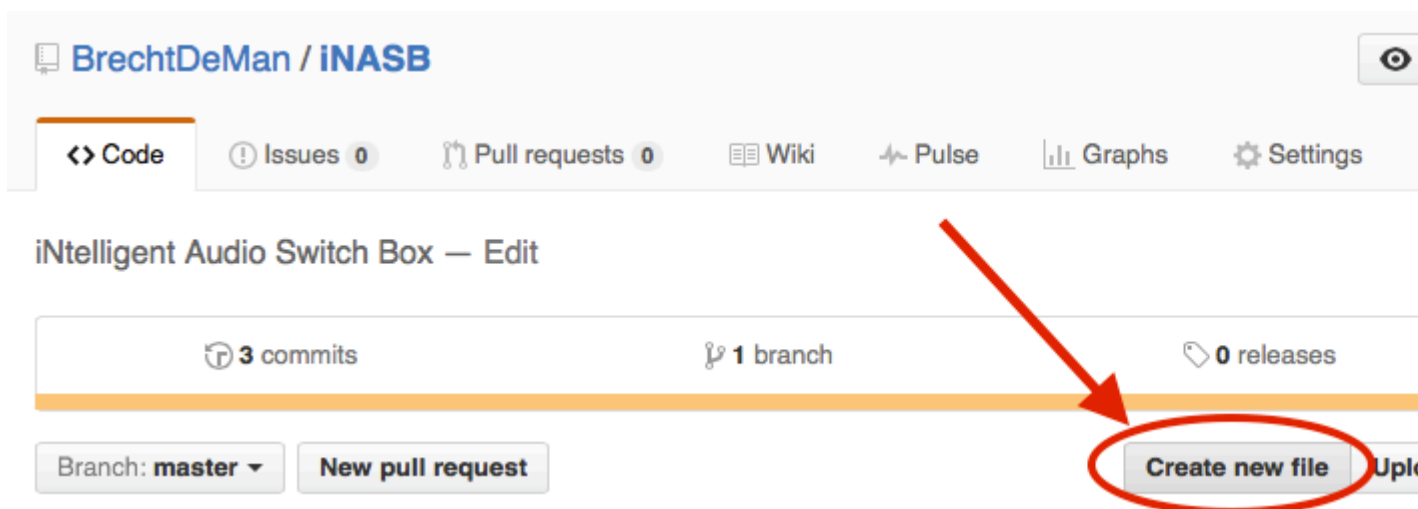 BrechtDeMan / iNASB
Code Issues 0 Pull requests 0 Wiki Pulse Graphs Settings
iNtelligent Audio Switch Box — Edit
3 commits 1 branch 0 releases
Branch: master New pull request Create new file